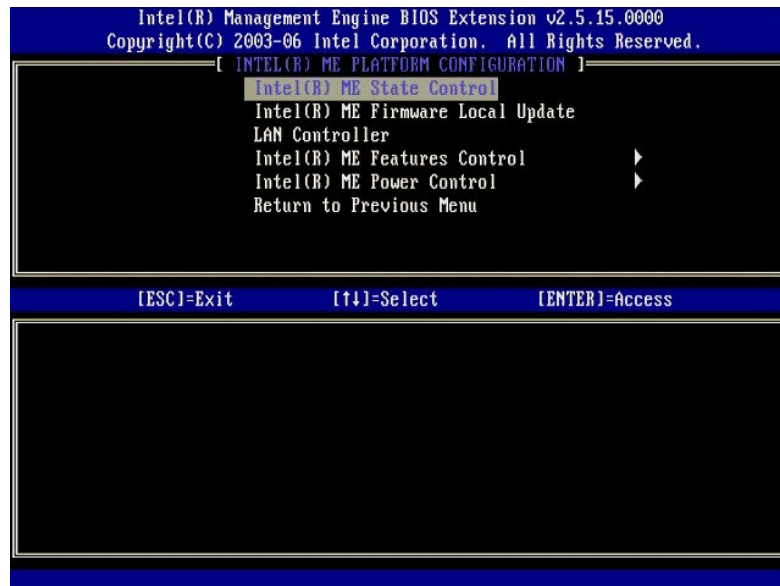 Intel(R) Management Engine BIOS Extension v2.5.15.0000
Copyright(C) 2003-06 Intel Corporation. All Rights Reserved.
[ INTEL(R) ME PLATFORM CONFIGURATION ]
Intel(R) ME State Control
Intel(R) ME Firmware Local Update
LAN Controller
Intel(R) ME Features Control
Intel(R) ME Power Control
Return to Previous Menu
[ESC]=Exit [↑↓]=Select [ENTER]=Access